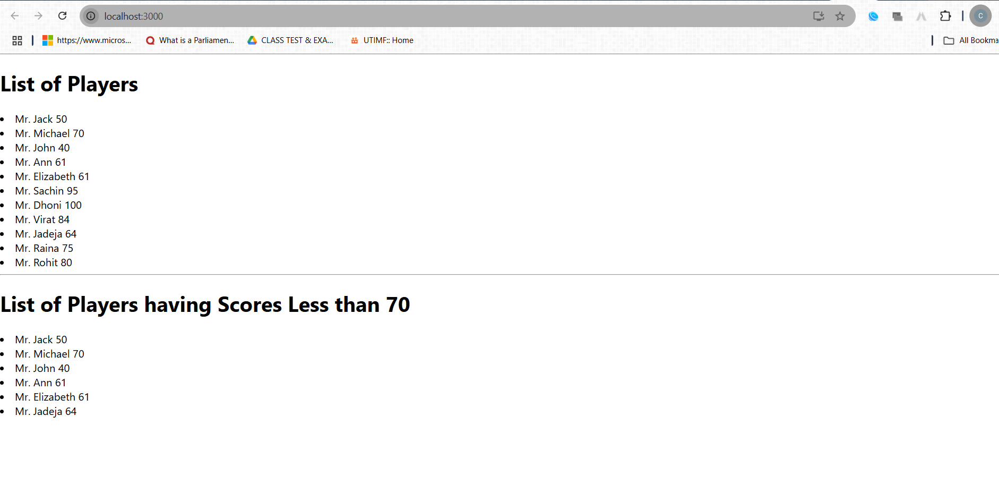 localhost:3000
C
https://www.micros... What is a Parliamen... CLASS TEST & EXA... UTIMF:: Home All Bookma
List of Players
Mr. Jack 50
Mr. Michael 70
Mr. John 40
Mr. Ann 61
Mr. Elizabeth 61
Mr. Sachin 95
Mr. Dhoni 100
Mr. Virat 84
Mr. Jadeja 64
Mr. Raina 75
Mr. Rohit 80
List of Players having Scores Less than 70
Mr. Jack 50
Mr. Michael 70
Mr. John 40
Mr. Ann 61
Mr. Elizabeth 61
Mr. Jadeja 64